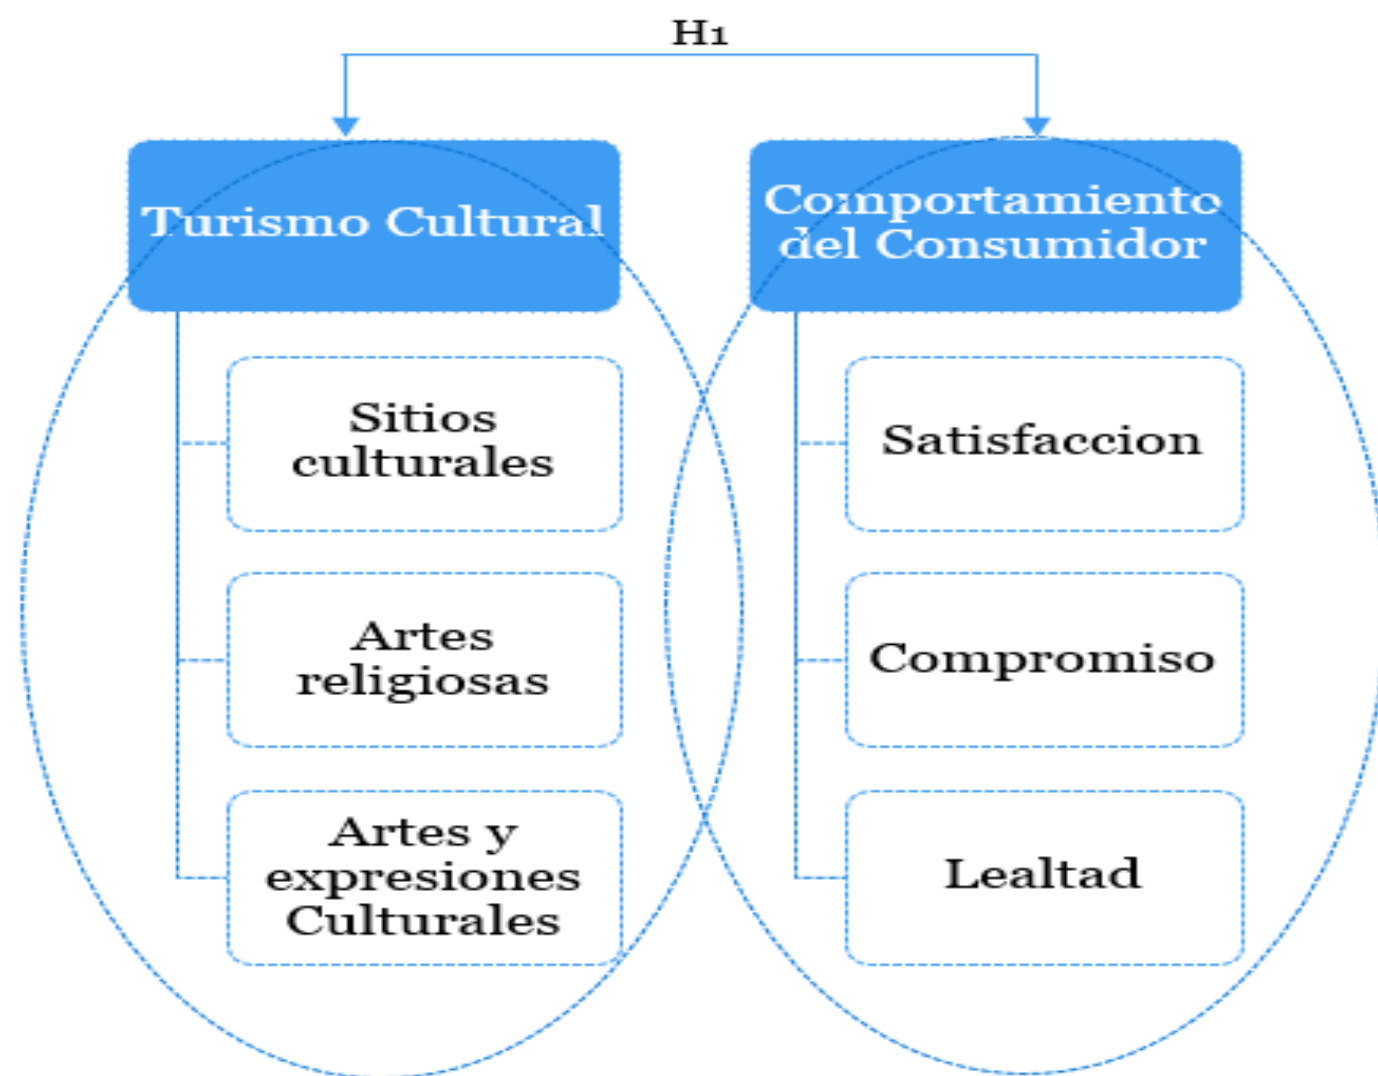 H1
Turismo Cultural
Comportamiento
del Consumidor
Sitios
culturales
Satisfaccion
Artes
religiosas
Compromiso
Artes y
expresiones
Culturales
Lealtad